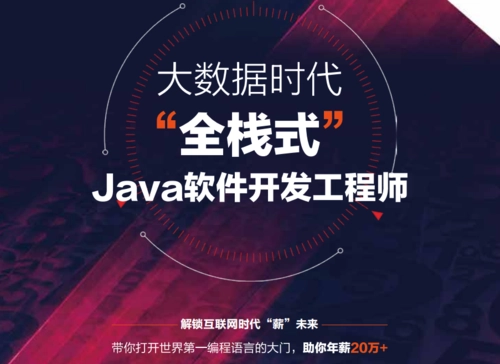 大数据时代
“全栈式”
Java软件开发工程师
解锁互联网时代“薪”未来
带你打开世界第一编程语言的大门，助你年薪20万+